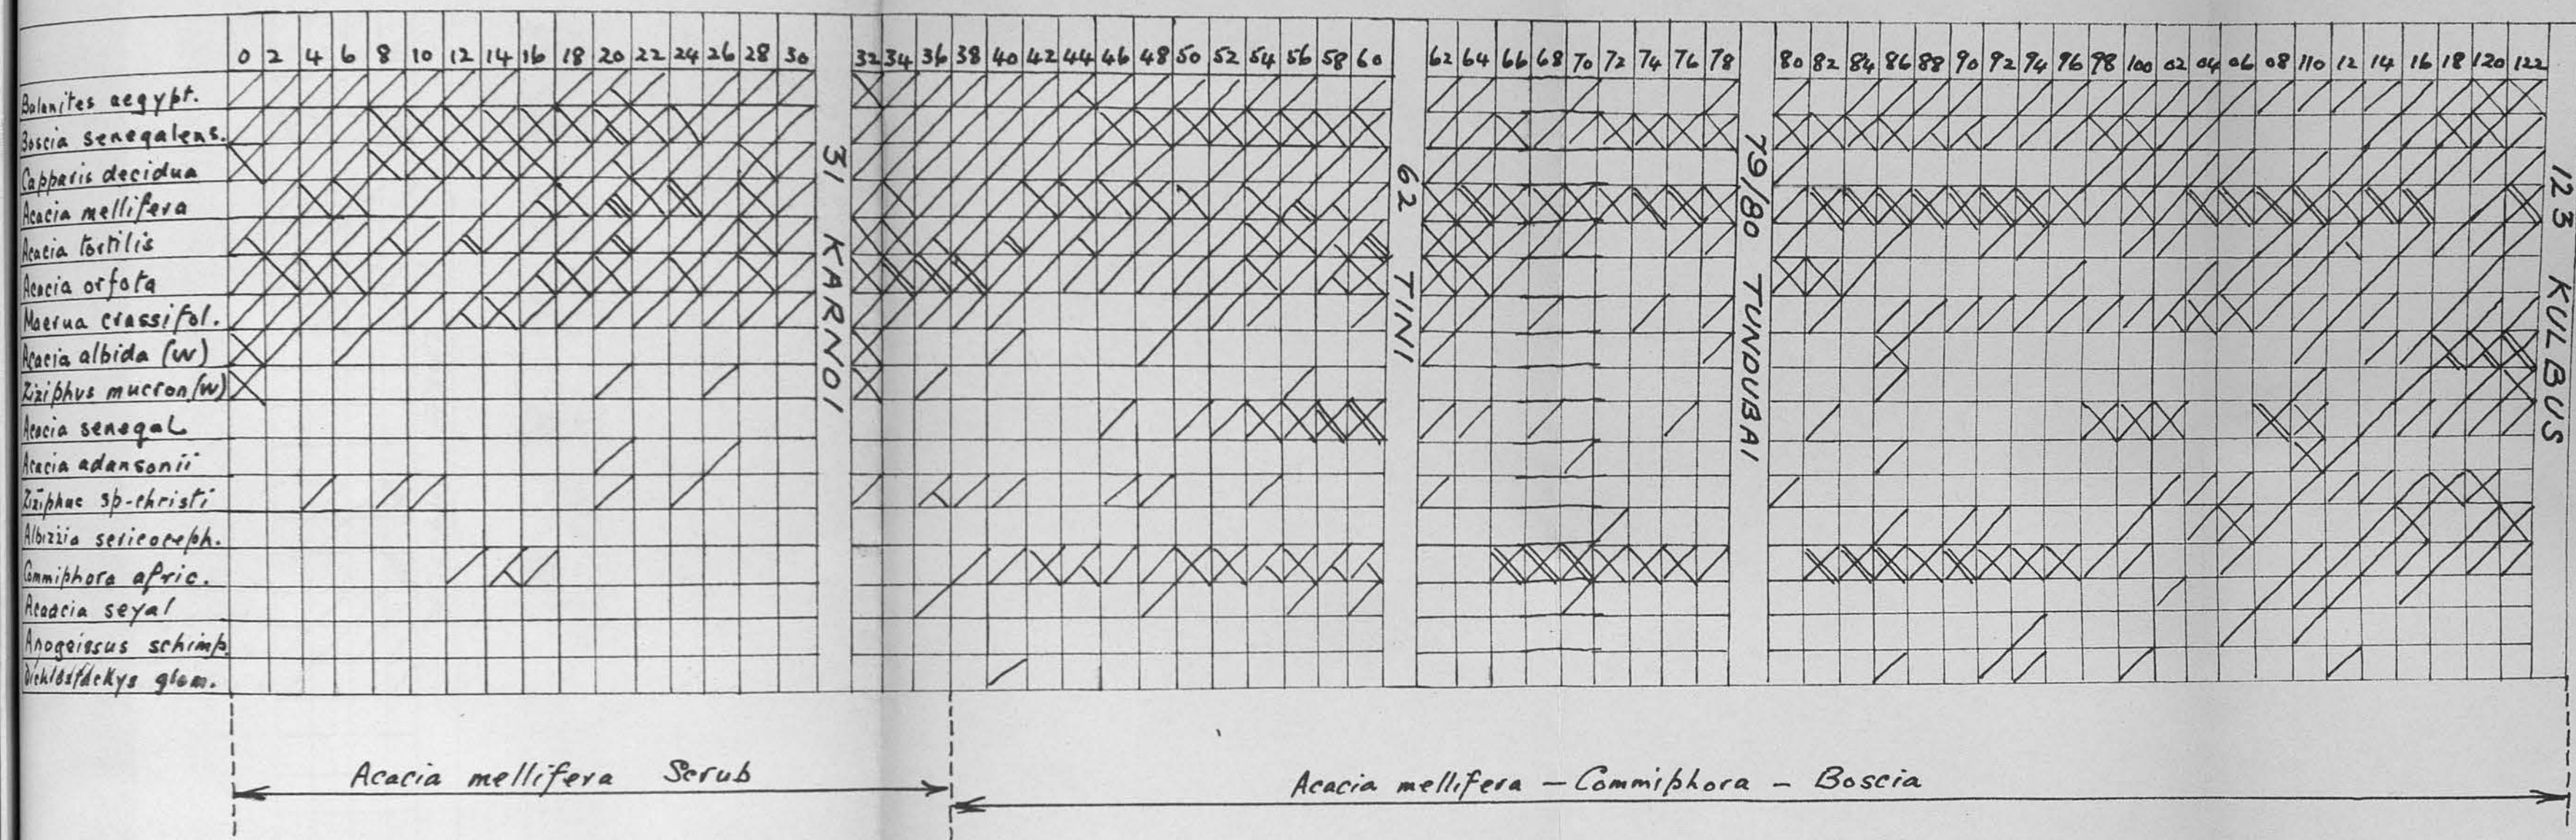 0 2 4 6 8 10 12 14 16 18 20 22 24 26 28 30 32 34 36 38 40 42 44 46 48 50 52 54 56 58 60 62 64 66 68 70 72 74 76 78 80 82 84 86 88 90 92 94 96 98 100 02 04 06 08 110 12 14 16 18 120 122
Balanites aegypt.
Boscia senegalens.
Capparis decidua
Acacia mellifera
Acacia tortilis
Acacia orfota
Maerua crassifol.
Acacia albida (w)
Ziziphus mucron (w)
Acacia senegal
Acacia adansonii
Ziziphus sp-christi
Albizzia sericoceph.
Commiphora afric.
Acaacia seyal
Anogeissus schimp.
glom.
31 KARNOI
62 TINI
79/80 TUNDUBAI
123 KULBUS
Acacia mellifera Scrub
Acacia mellifera - Commiphora - Boscia